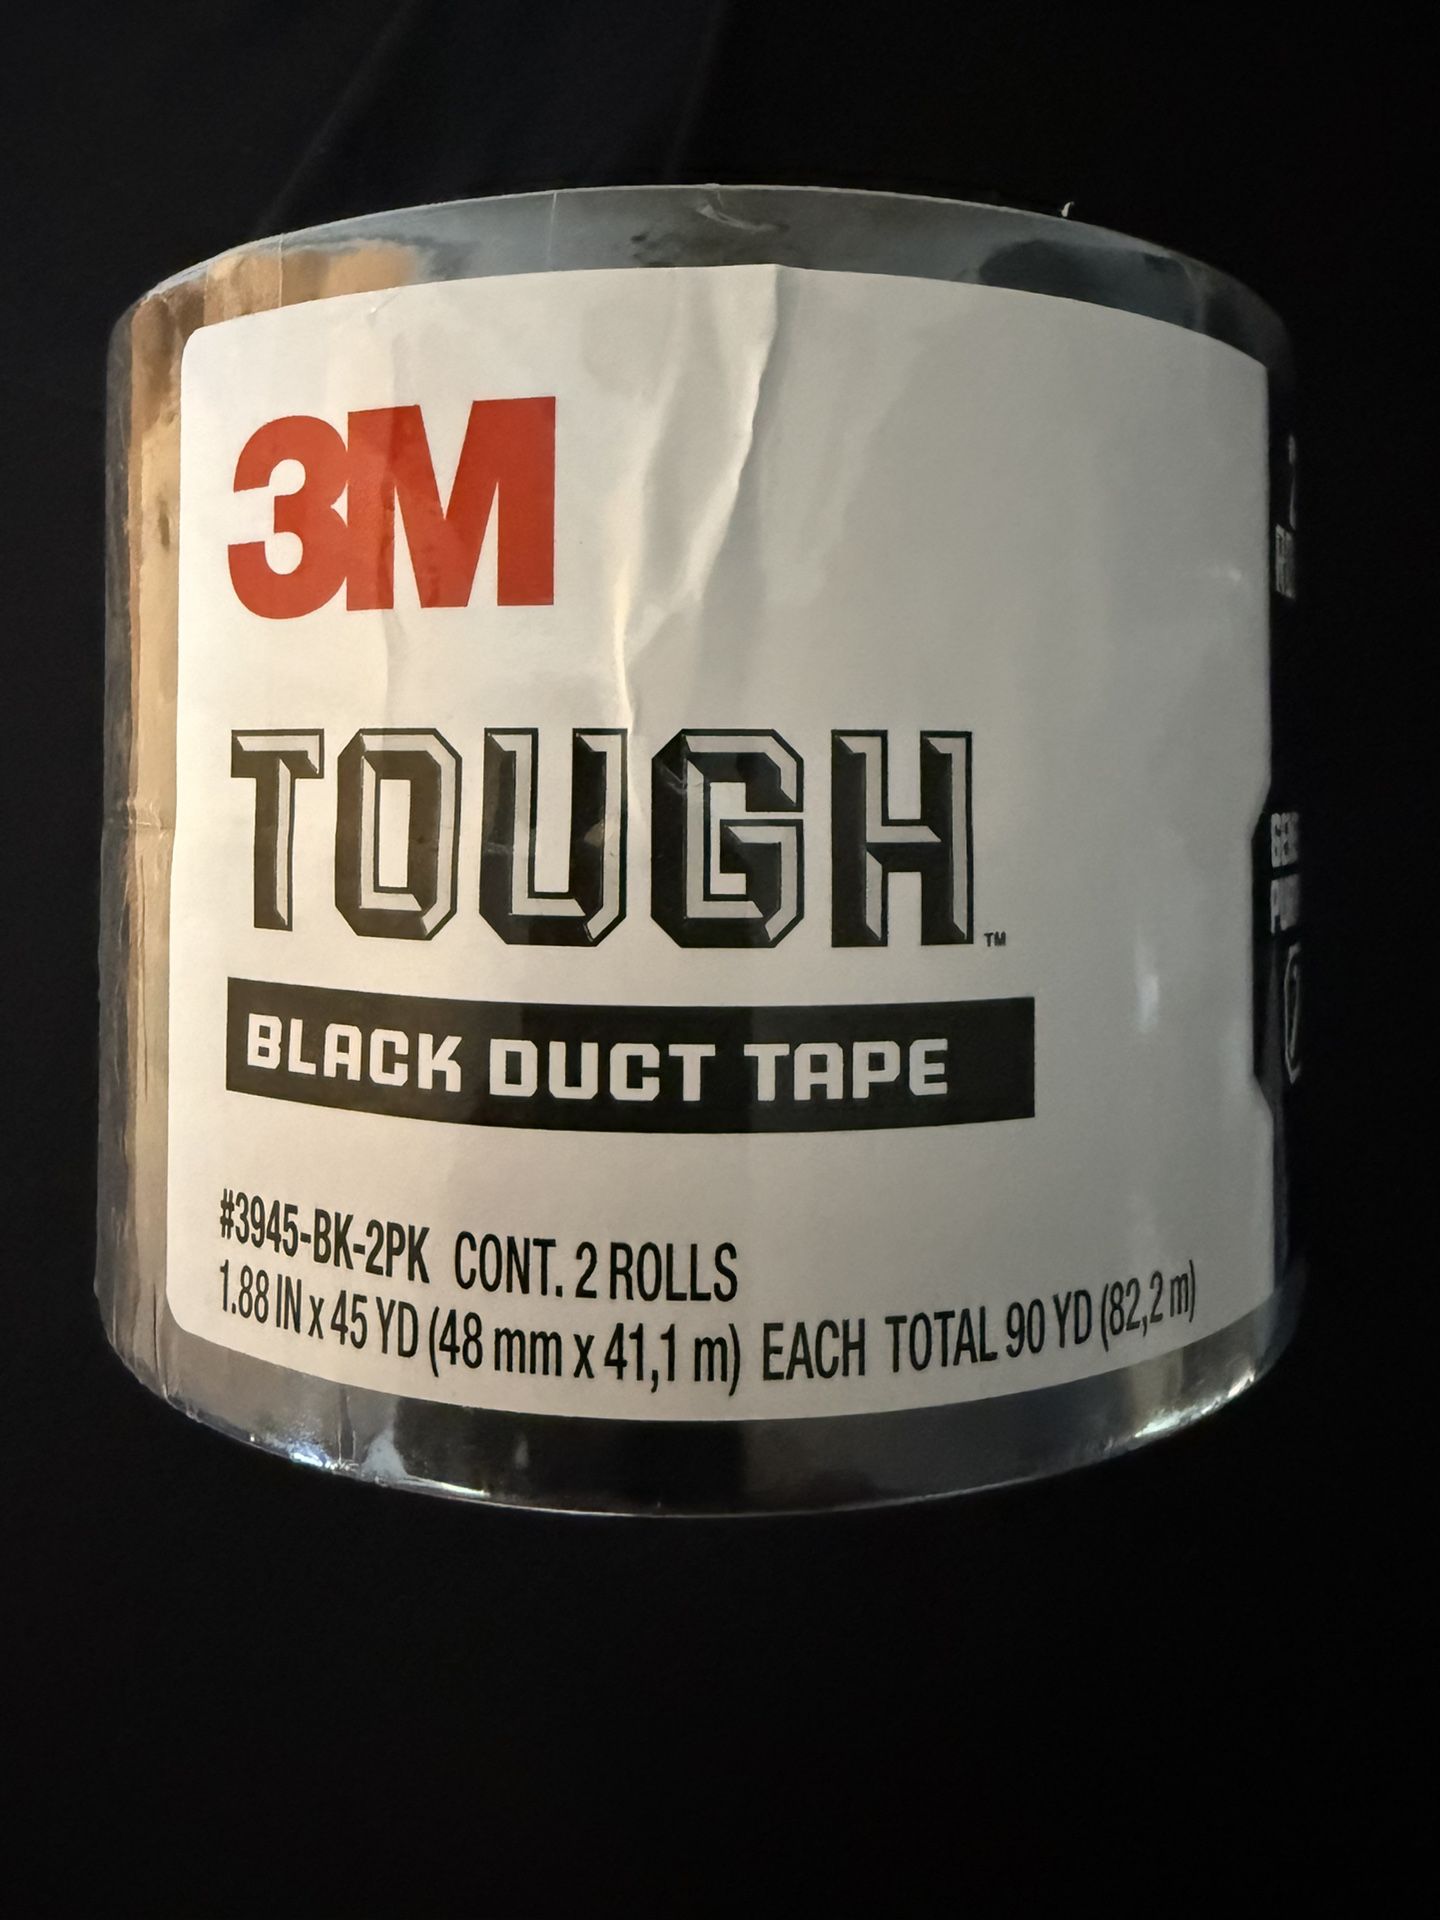 3M
TOUGH™
BLACK DUCT TAPE
#3945-BK-2PK CONT. 2 ROLLS
1.88 IN x 45 YD (48 mm x 41,1 m) EACH TOTAL 90 YD (82,2 m)